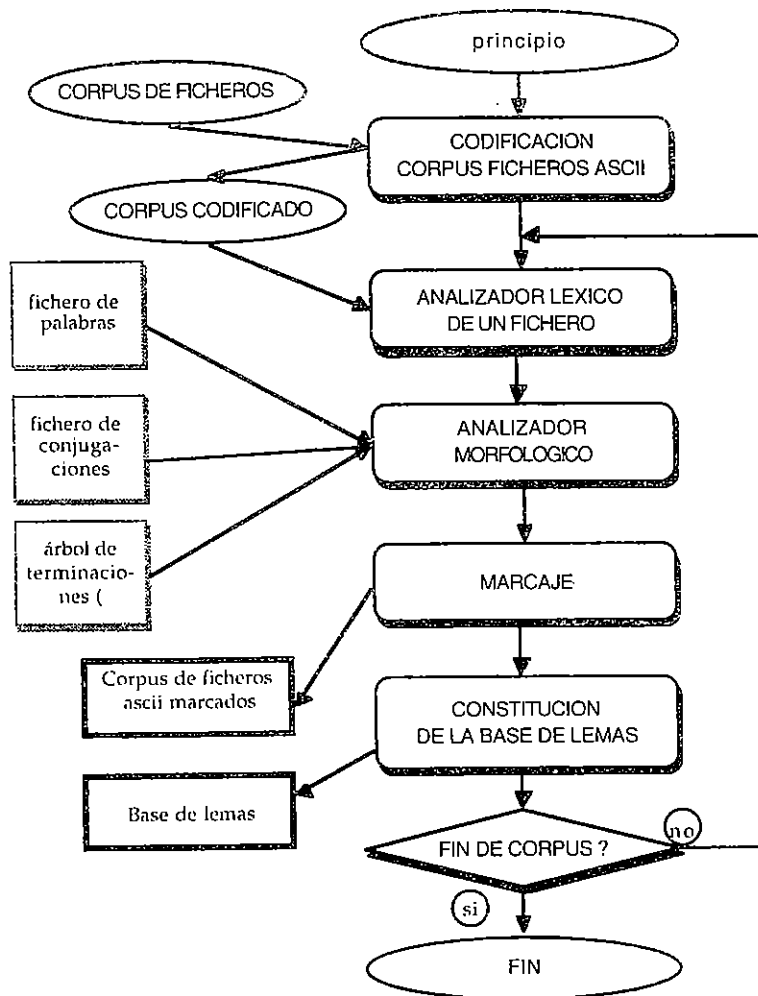 principio
CORPUS DE FICHEROS
CODIFICACION
CORPUS FICHEROS ASCII
CORPUS CODIFICADO
fichero de
palabras
ANALIZADOR LEXICO
DE UN FICHERO
fichero de
conjuga-
ciones
ANALIZADOR
MORFOLOGICO
árbol de
terminacio-
nes (
MARCAJE
Corpus de ficheros
ascii marcados
CONSTITUCION
DE LA BASE DE LEMAS
Base de lemas
FIN DE CORPUS ?
no
si
FIN